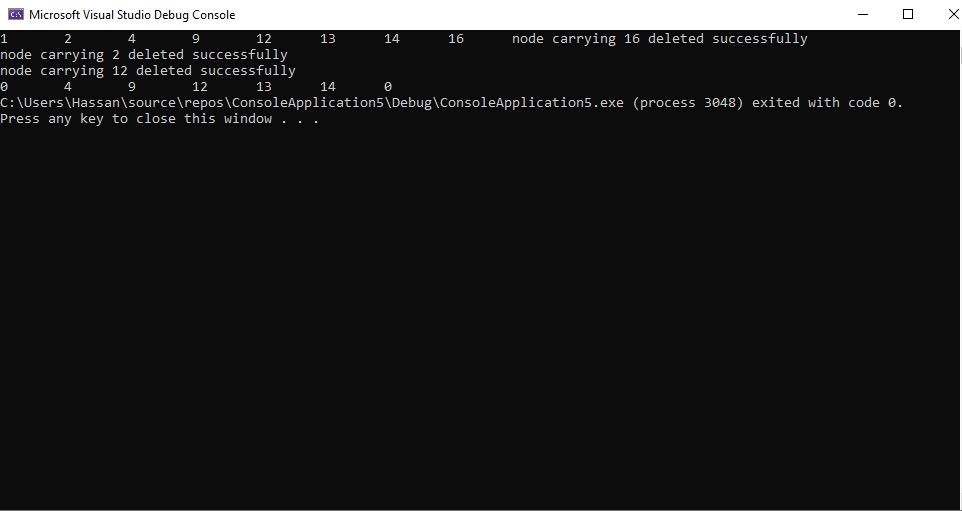 Microsoft Visual Studio Debug Console
1 2 4 9 12 13 14 16 node carrying 16 deleted successfully
node carrying 2 deleted successfully
node carrying 12 deleted successfully
0 4 9 12 13 14 0
C:\Users\Hassan\source\repos\ConsoleApplication5\Debug\ConsoleApplication5.exe (process 3048) exited with code 0.
Press any key to close this window . . .